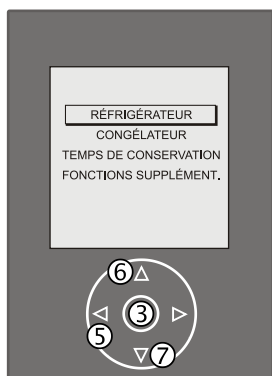 RÉFRIGÉRATEUR
CONGÉLATEUR
TEMPS DE CONSERVATION
FONCTIONS SUPPLÉMENT.
6
3
5
7